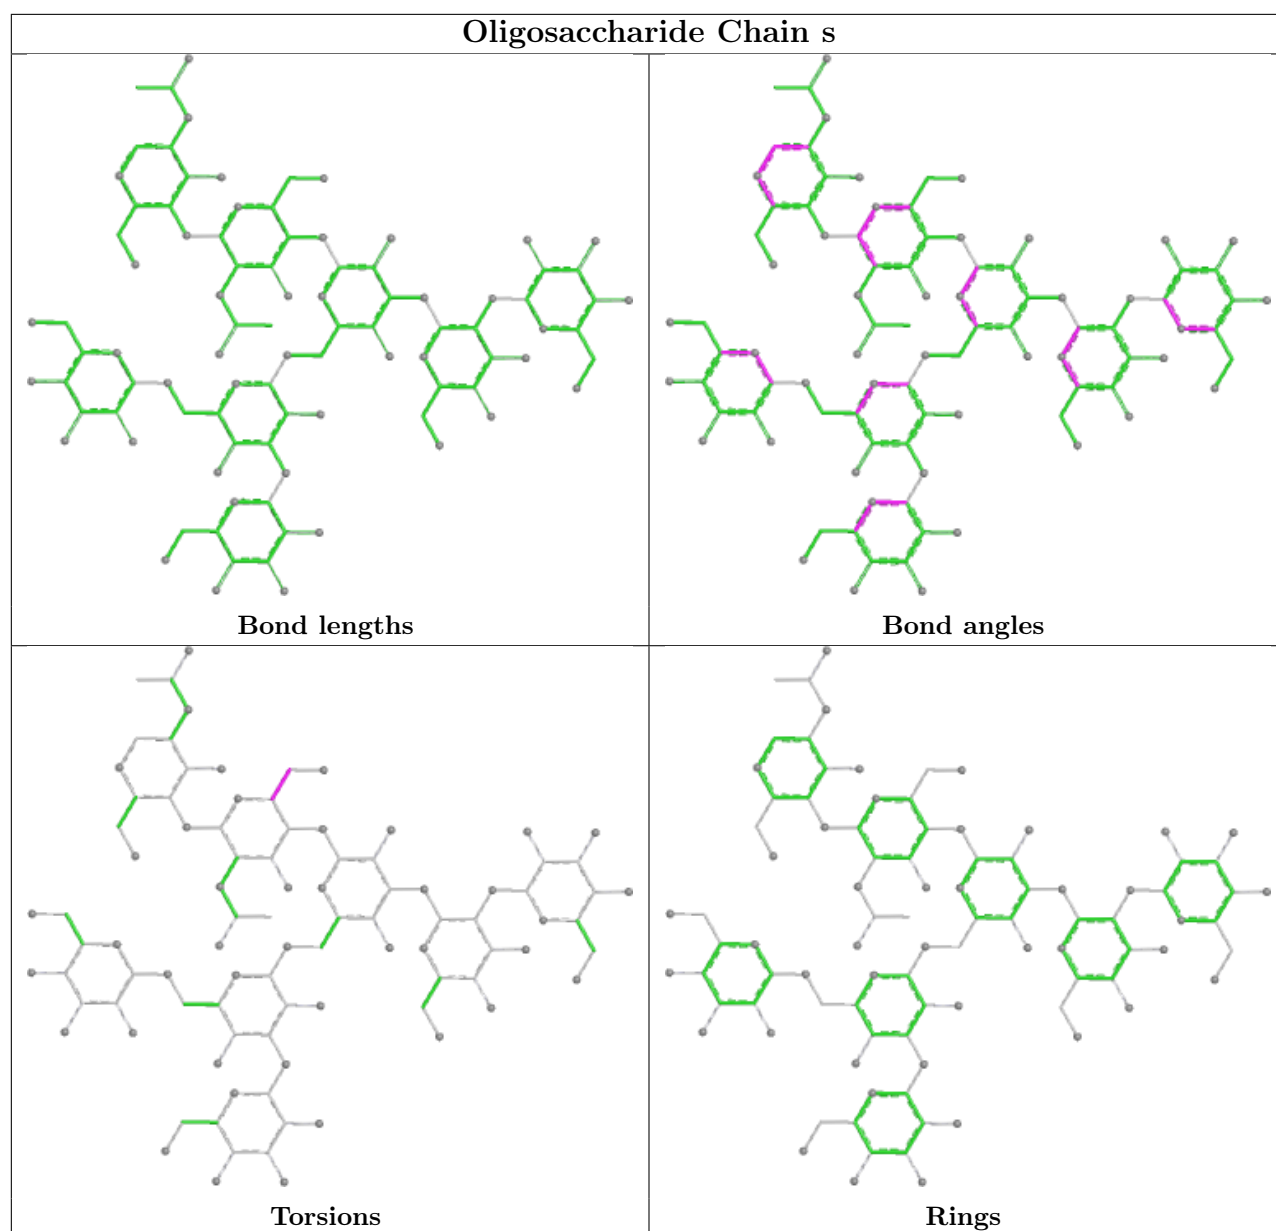 Oligosaccharide Chain s
Bond lengths
Bond angles
Torsions
Rings